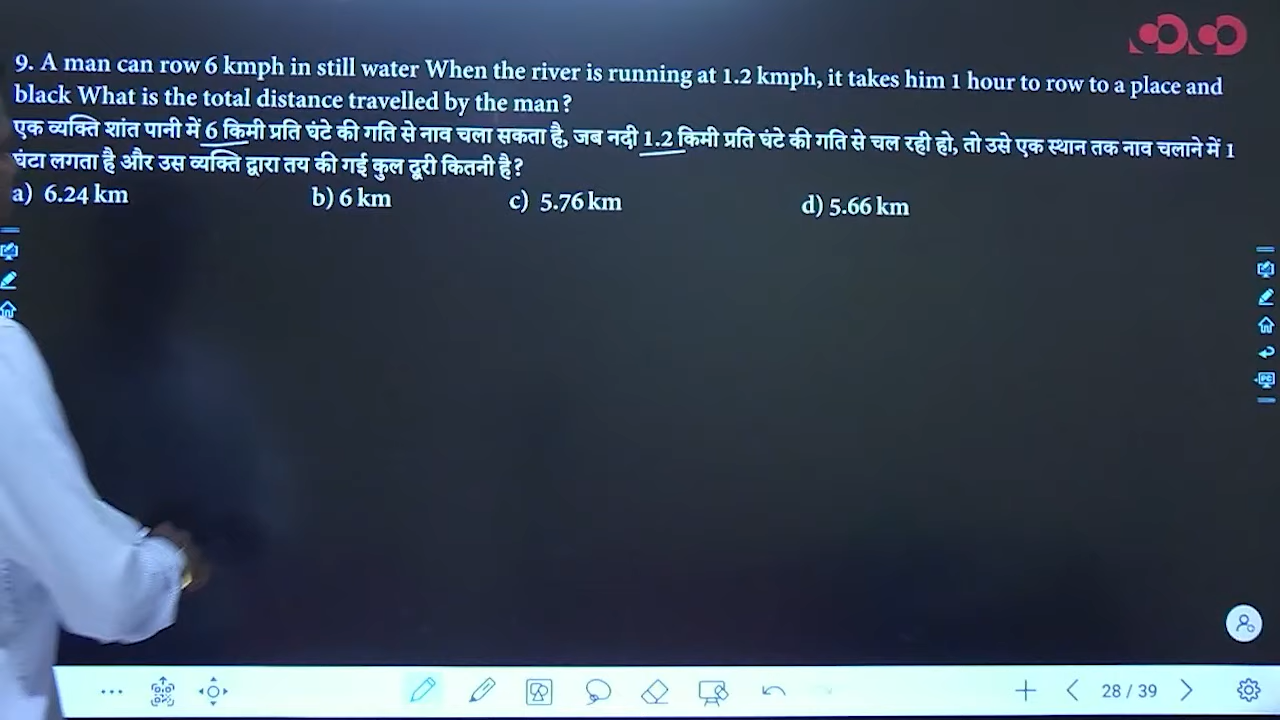 9. A man can row 6 kmph in still water When the river is running at 1.2 kmph, it takes him 1 hour to row to a place and
black What is the total distance travelled by the man?
एक व्यक्ति शांत पानी में 6 किमी प्रति घंटे की गति से नाव चला सकता है, जब नदी 1.2 किमी प्रति घंटे की गति से चल रही हो, तो उसे एक स्थान तक नाव चलाने में 1
घंटा लगता है और उस व्यक्ति द्वारा तय की गई कुल दूरी कितनी है?
a) 6.24 km b) 6 km c) 5.76 km d) 5.66 km
28 / 39